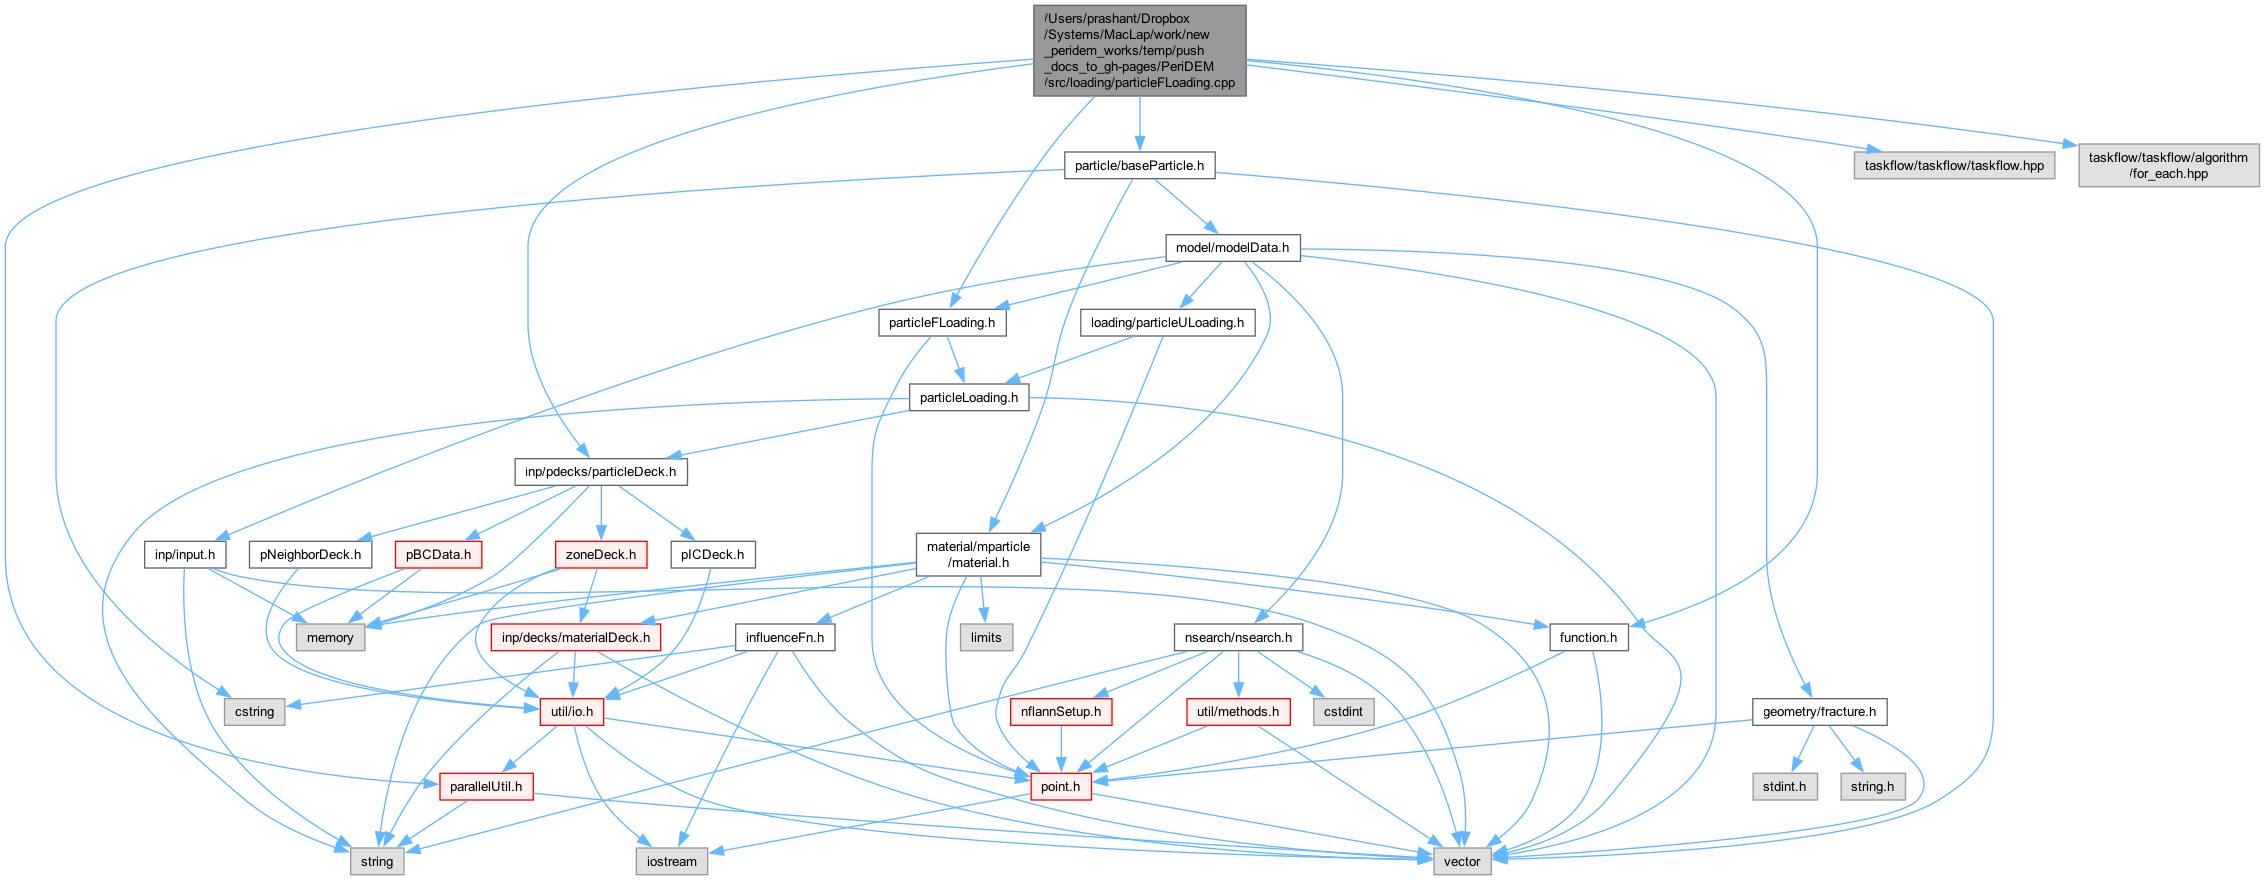 /Users/prashant/Dropbox
/Systems/MacLap/work/new
_peridem_works/temp/push
_docs_to_gh-pages/PeriDEM
/src/loading/particleFLoading.cpp
particle/baseParticle.h
taskflow/taskflow/taskflow.hpp
taskflow/taskflow/algorithm
/for_each.hpp
model/modelData.h
particleFLoading.h
loading/particleULoading.h
particleLoading.h
inp/pdecks/particleDeck.h
inp/input.h
pNeighborDeck.h
pBCData.h
zoneDeck.h
pICDeck.h
material/mparticle
/material.h
memory
inp/decks/materialDeck.h
influenceFn.h
limits
nsearch/nsearch.h
function.h
cstring
util/io.h
nflannSetup.h
util/methods.h
cstdint
geometry/fracture.h
parallelUtil.h
point.h
stdint.h
string.h
string
iostream
vector